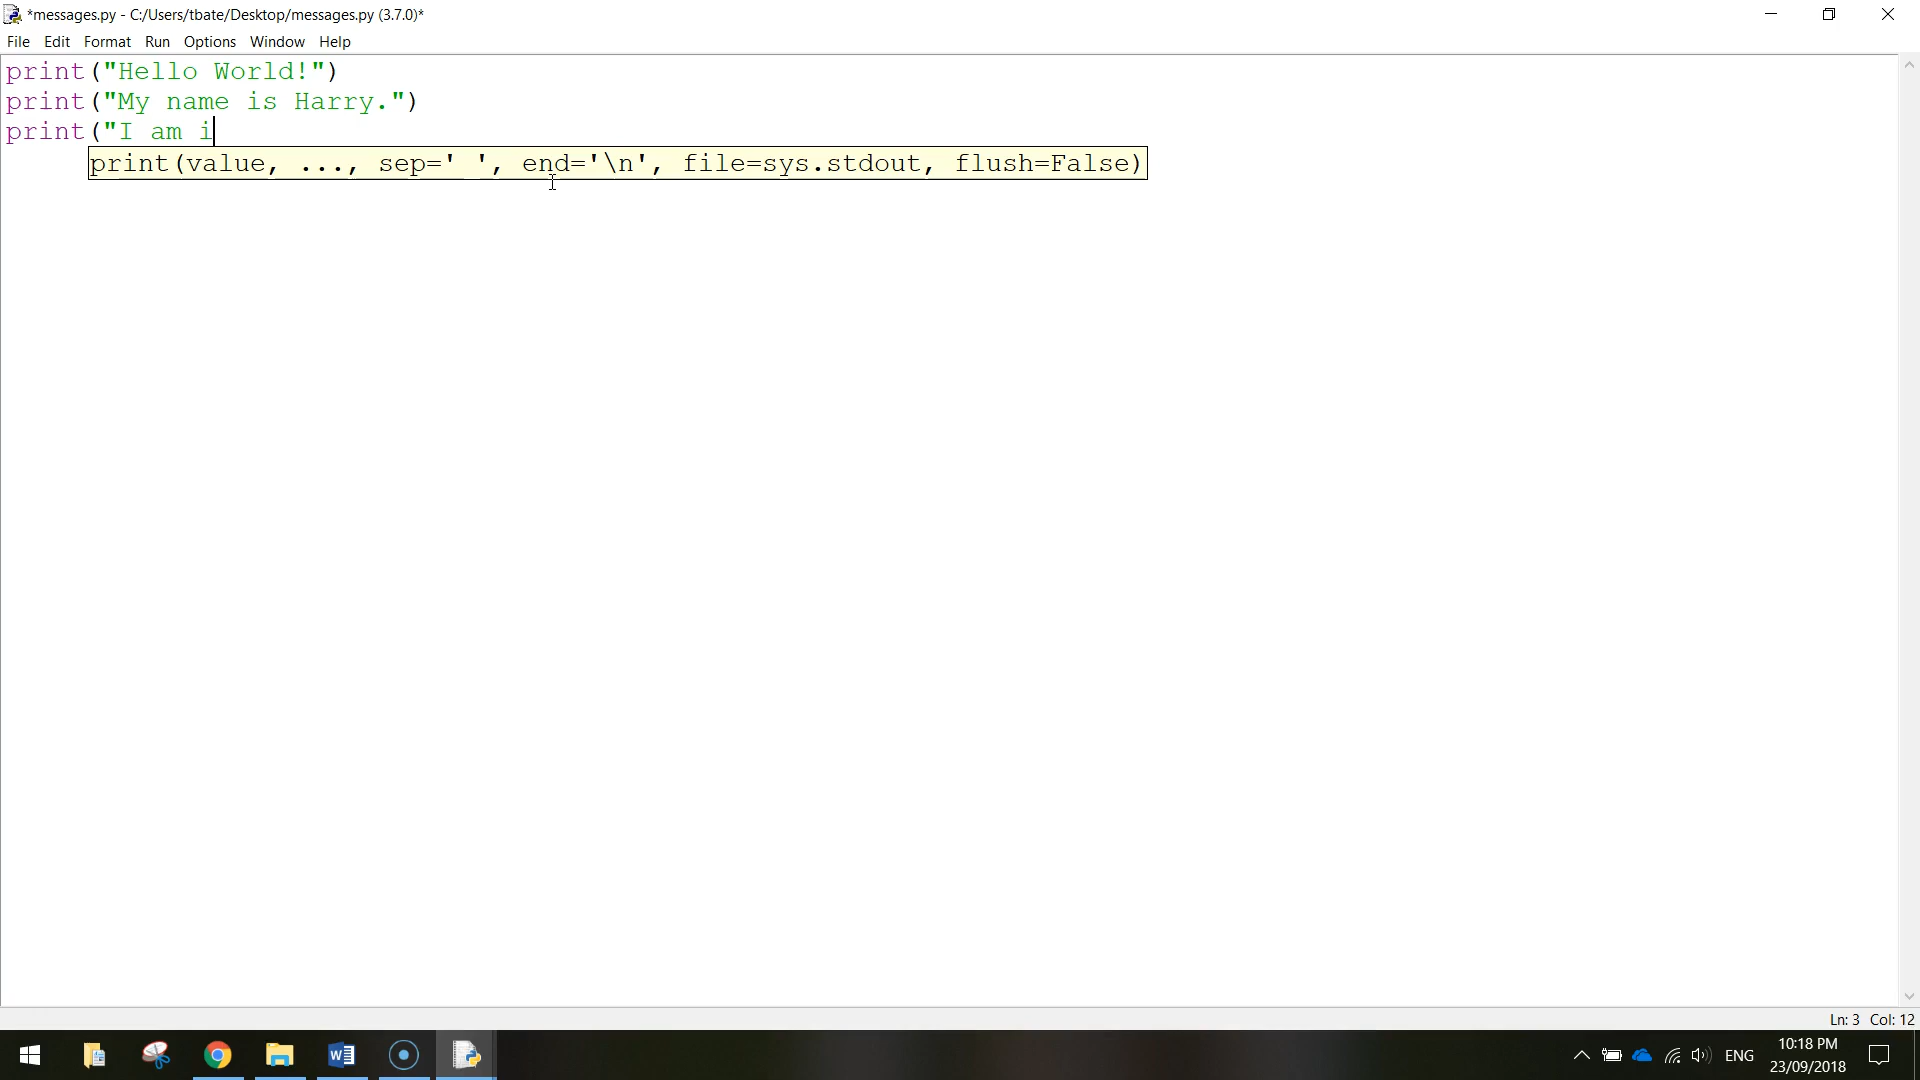 *messages.py - C:/Users/tbate/Desktop/messages.py (3.7.0)*
File Edit Format Run Options Window Help
print("Hello World!")
print("My name is Harry.")
print("I am i
print(value, ..., sep=' ', end='\n', file=sys.stdout, flush=False)
Ln: 3 Col: 12
ENG
10:18 PM
23/09/2018